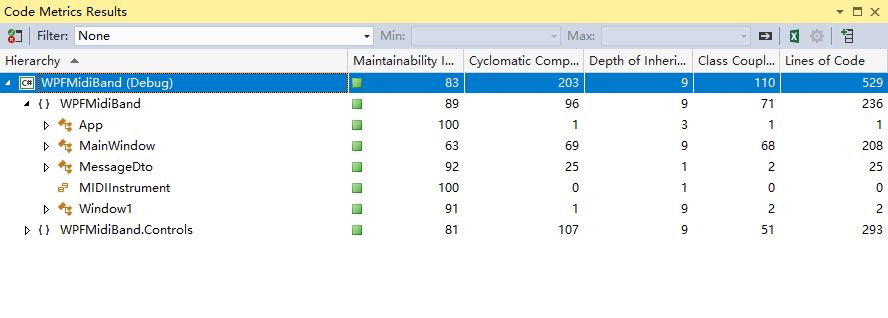 Code Metrics Results
Filter: None Min: Max:
Hierarchy Maintainability I... Cyclomatic Comp... Depth of Inheri... Class Coupl... Lines of Code
C# WPFMidiBand (Debug) 83 203 9 110 529
{ } WPFMidiBand 89 96 9 71 236
App 100 1 3 1 1
MainWindow 63 69 9 68 208
MessageDto 92 25 1 2 25
MIDIInstrument 100 0 1 0 0
Window1 91 1 9 2 2
{ } WPFMidiBand.Controls 81 107 9 51 293